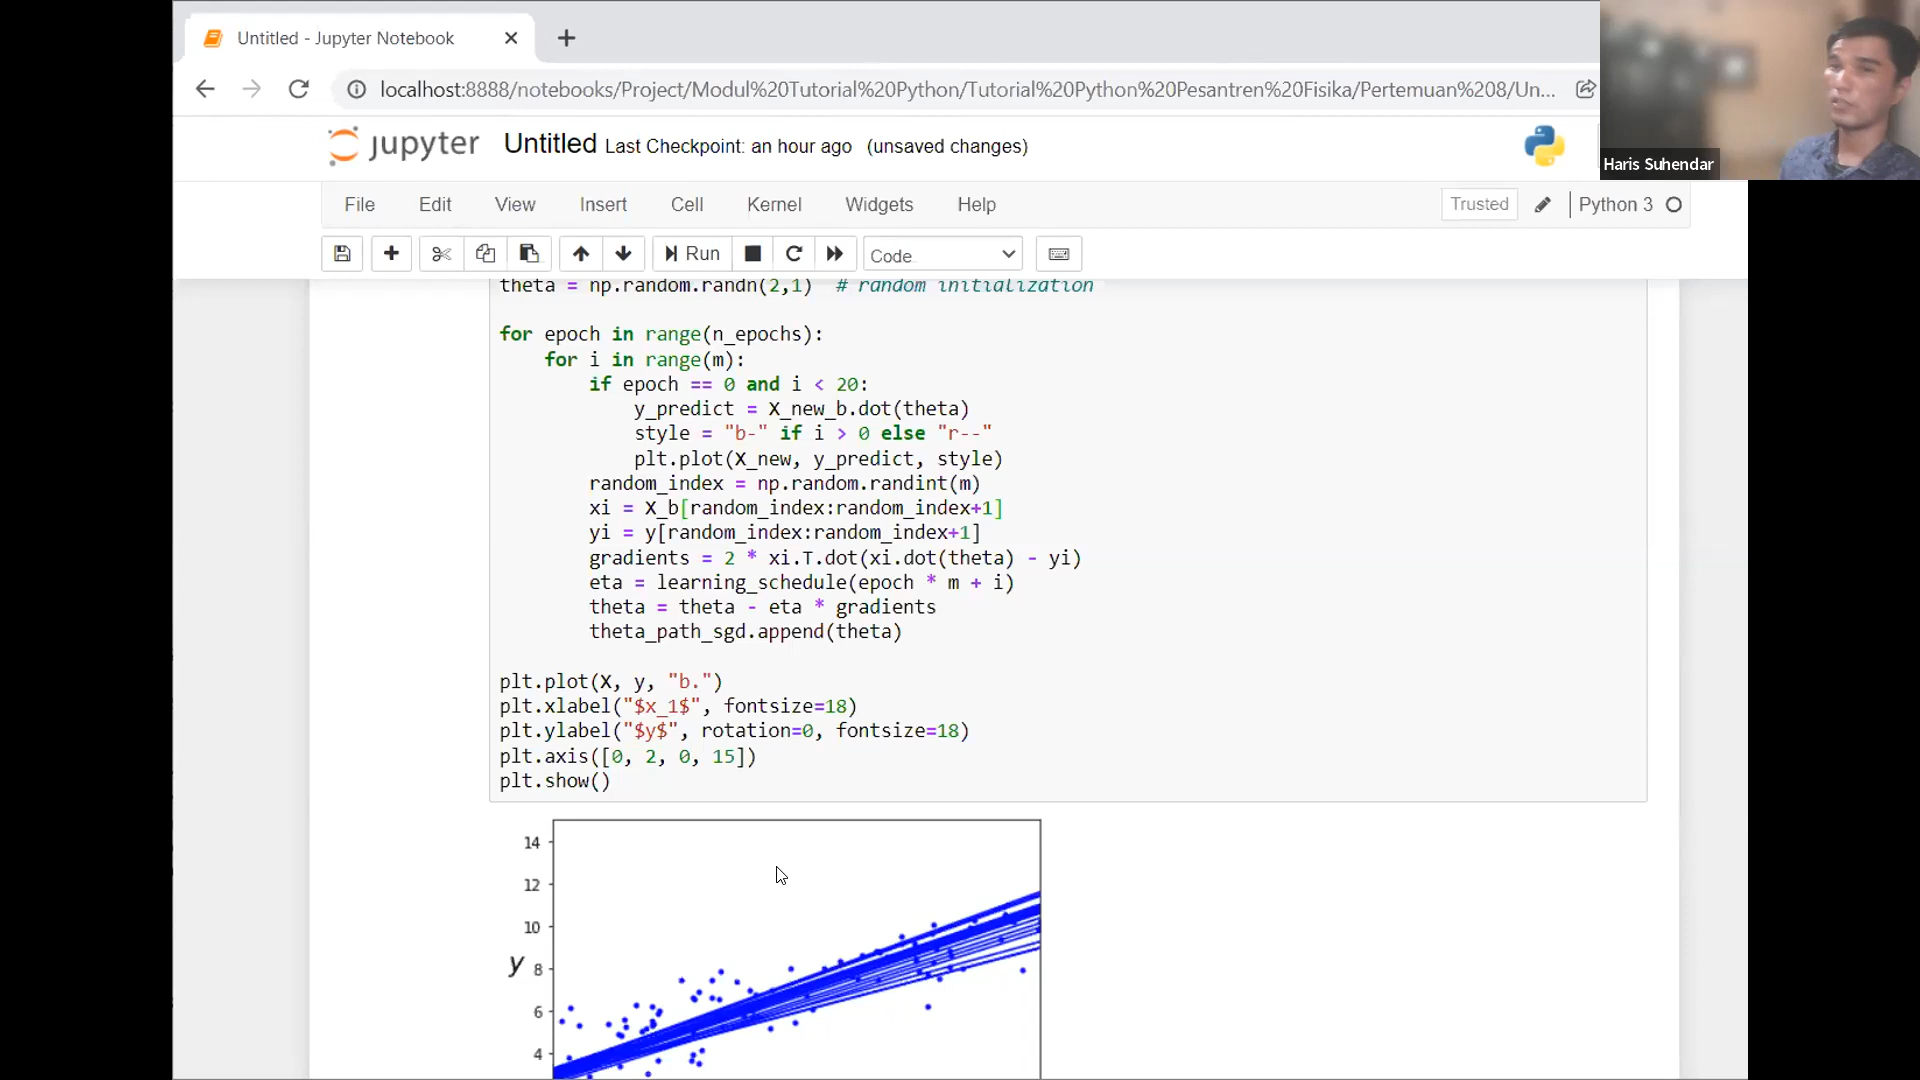 Untitled - Jupyter Notebook
localhost:8888/notebooks/Project/Modul%20Tutorial%20Python/Tutorial%20Python%20Pesantren%20Fisika/Pertemuan%208/Un...
jupyter Untitled Last Checkpoint: an hour ago (unsaved changes)
Haris Suhendar
File Edit View Insert Cell Kernel Widgets Help Trusted Python 3
Run Code
theta = np.random.randn(2,1)  # random initialization
for epoch in range(n_epochs):
    for i in range(m):
        if epoch == 0 and i < 20:
            y_predict = X_new_b.dot(theta)
            style = "b-" if i > 0 else "r--"
            plt.plot(X_new, y_predict, style)
        random_index = np.random.randint(m)
        xi = X_b[random_index:random_index+1]
        yi = y[random_index:random_index+1]
        gradients = 2 * xi.T.dot(xi.dot(theta) - yi)
        eta = learning_schedule(epoch * m + i)
        theta = theta - eta * gradients
        theta_path_sgd.append(theta)
plt.plot(X, y, "b.")
plt.xlabel("$x_1$", fontsize=18)
plt.ylabel("$y$", rotation=0, fontsize=18)
plt.axis([0, 2, 0, 15])
plt.show()
14
12
10
y 8
6
4